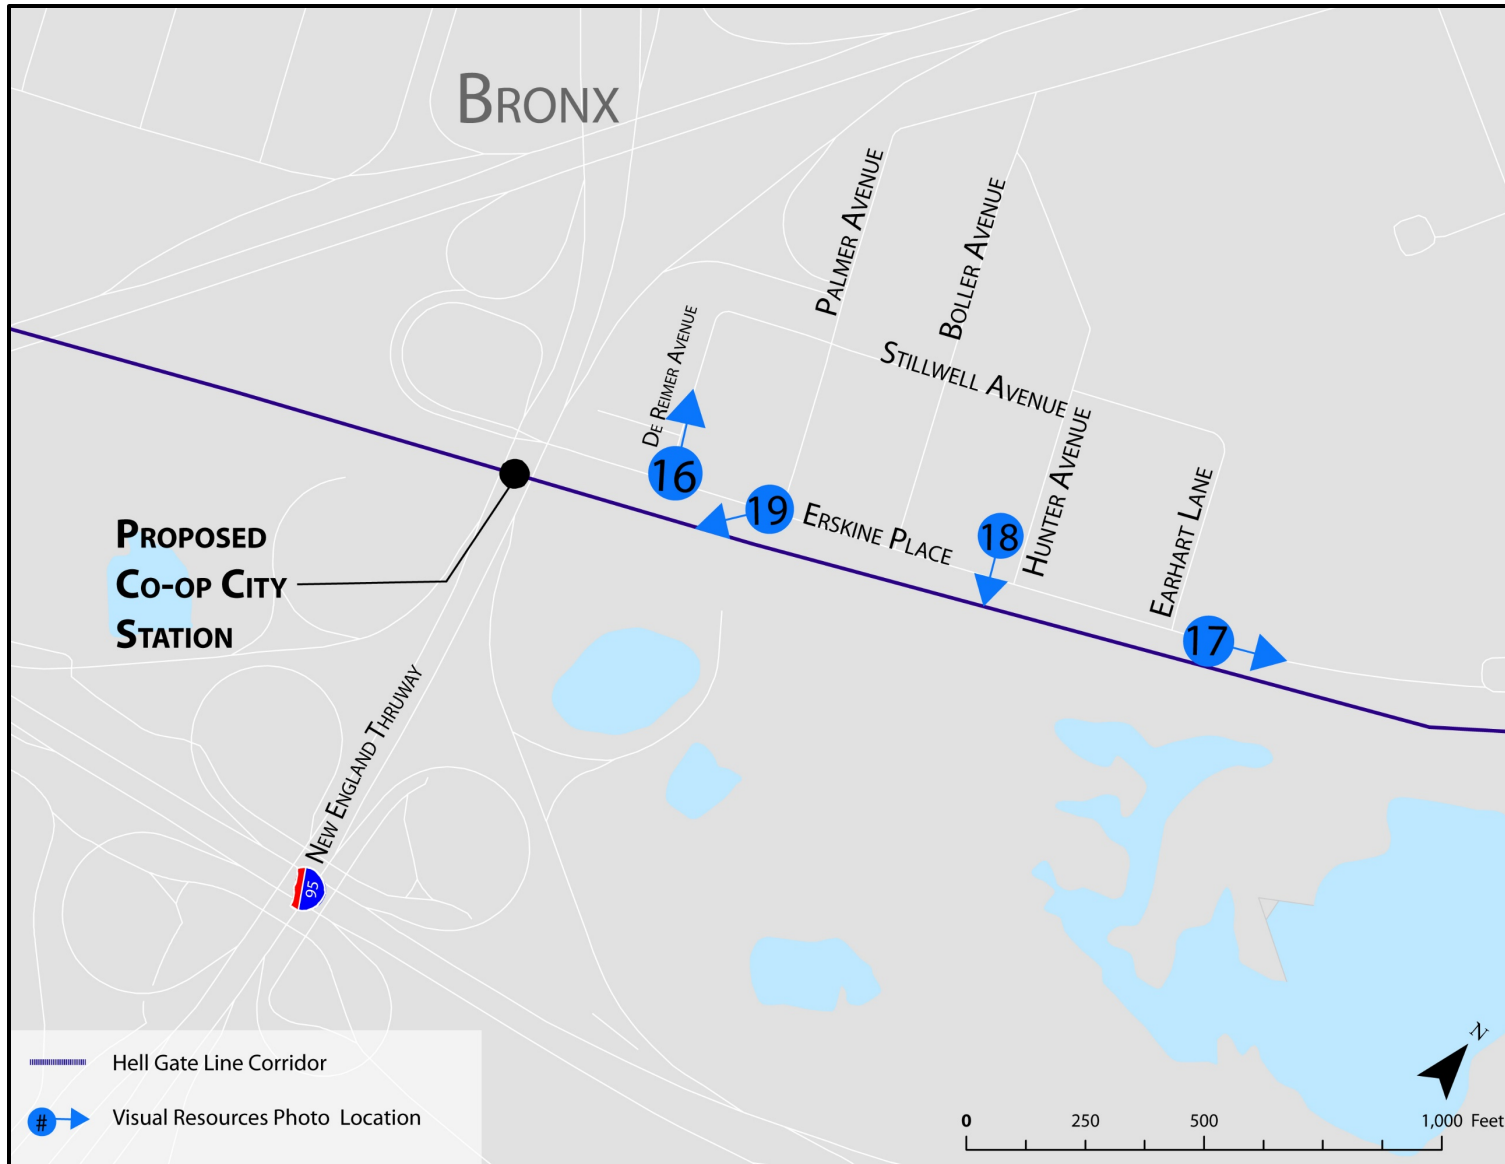 BRONX
PALMER AVENUE
BOLLER AVENUE
DE REIMER AVENUE
STILLWELL AVENUE
HUNTER AVENUE
EARHART LANE
16
19
ERSKINE PLACE
18
17
PROPOSED
CO-OP CITY
STATION
NEW ENGLAND THRUWAY
95
Hell Gate Line Corridor
#
Visual Resources Photo Location
N
0 250 500 1,000 Feet